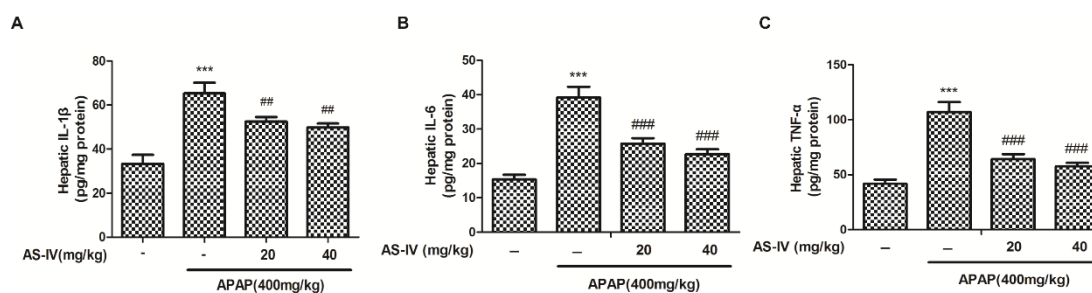 A
Hepatic IL-1β
(pg/mg protein)
80
60
40
20
0
***
##
##
AS-IV(mg/kg)
-
-
20
40
APAP(400mg/kg)
B
Hepatic IL-6
(pg/mg protein)
50
40
30
20
10
0
***
###
###
AS-IV(mg/kg)
–
–
20
40
APAP(400mg/kg)
C
Hepatic TNF-α
(pg/mg protein)
150
100
50
0
***
###
###
AS-IV(mg/kg)
–
–
20
40
APAP(400mg/kg)